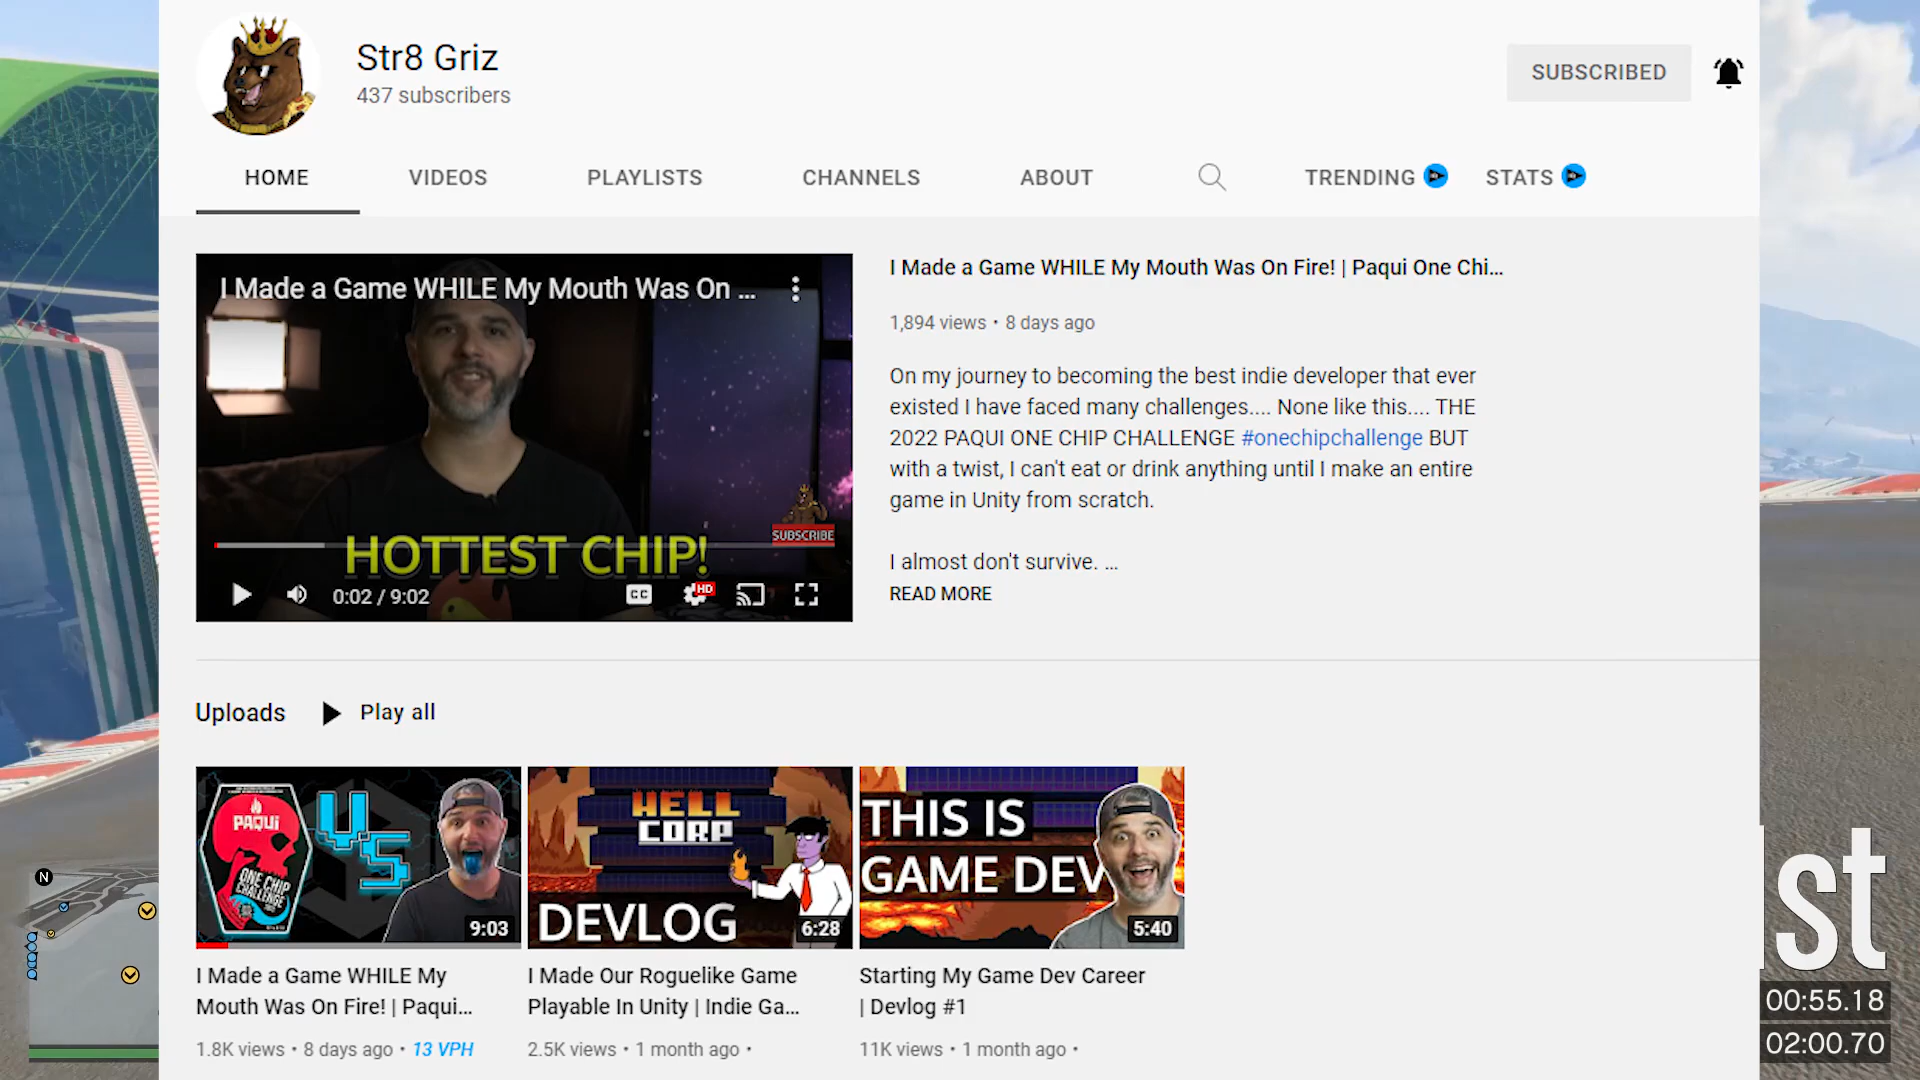 Str8 Griz
437 subscribers
SUBSCRIBED
HOME VIDEOS PLAYLISTS CHANNELS ABOUT TRENDING STATS
I Made a Game WHILE My Mouth Was On ...
HOTTEST CHIP!
SUBSCRIBE
0:02 / 9:02
CC
HD
I Made a Game WHILE My Mouth Was On Fire! | Paqui One Chi...
1,894 views • 8 days ago
On my journey to becoming the best indie developer that ever
existed I have faced many challenges.... None like this.... THE
2022 PAQUI ONE CHIP CHALLENGE #onechipchallenge BUT
with a twist, I can't eat or drink anything until I make an entire
game in Unity from scratch.
I almost don't survive. ...
READ MORE
Uploads Play all
PAQUI
ONE CHIP
CHALLENGE
VS
9:03
HELL
CORP
DEVLOG
6:28
THIS IS
GAME DEV
5:40
I Made a Game WHILE My
Mouth Was On Fire! | Paqui...
1.8K views • 8 days ago • 13 VPH
I Made Our Roguelike Game
Playable In Unity | Indie Ga...
2.5K views • 1 month ago •
Starting My Game Dev Career
| Devlog #1
11K views • 1 month ago •
N
st
00:55.18
02:00.70